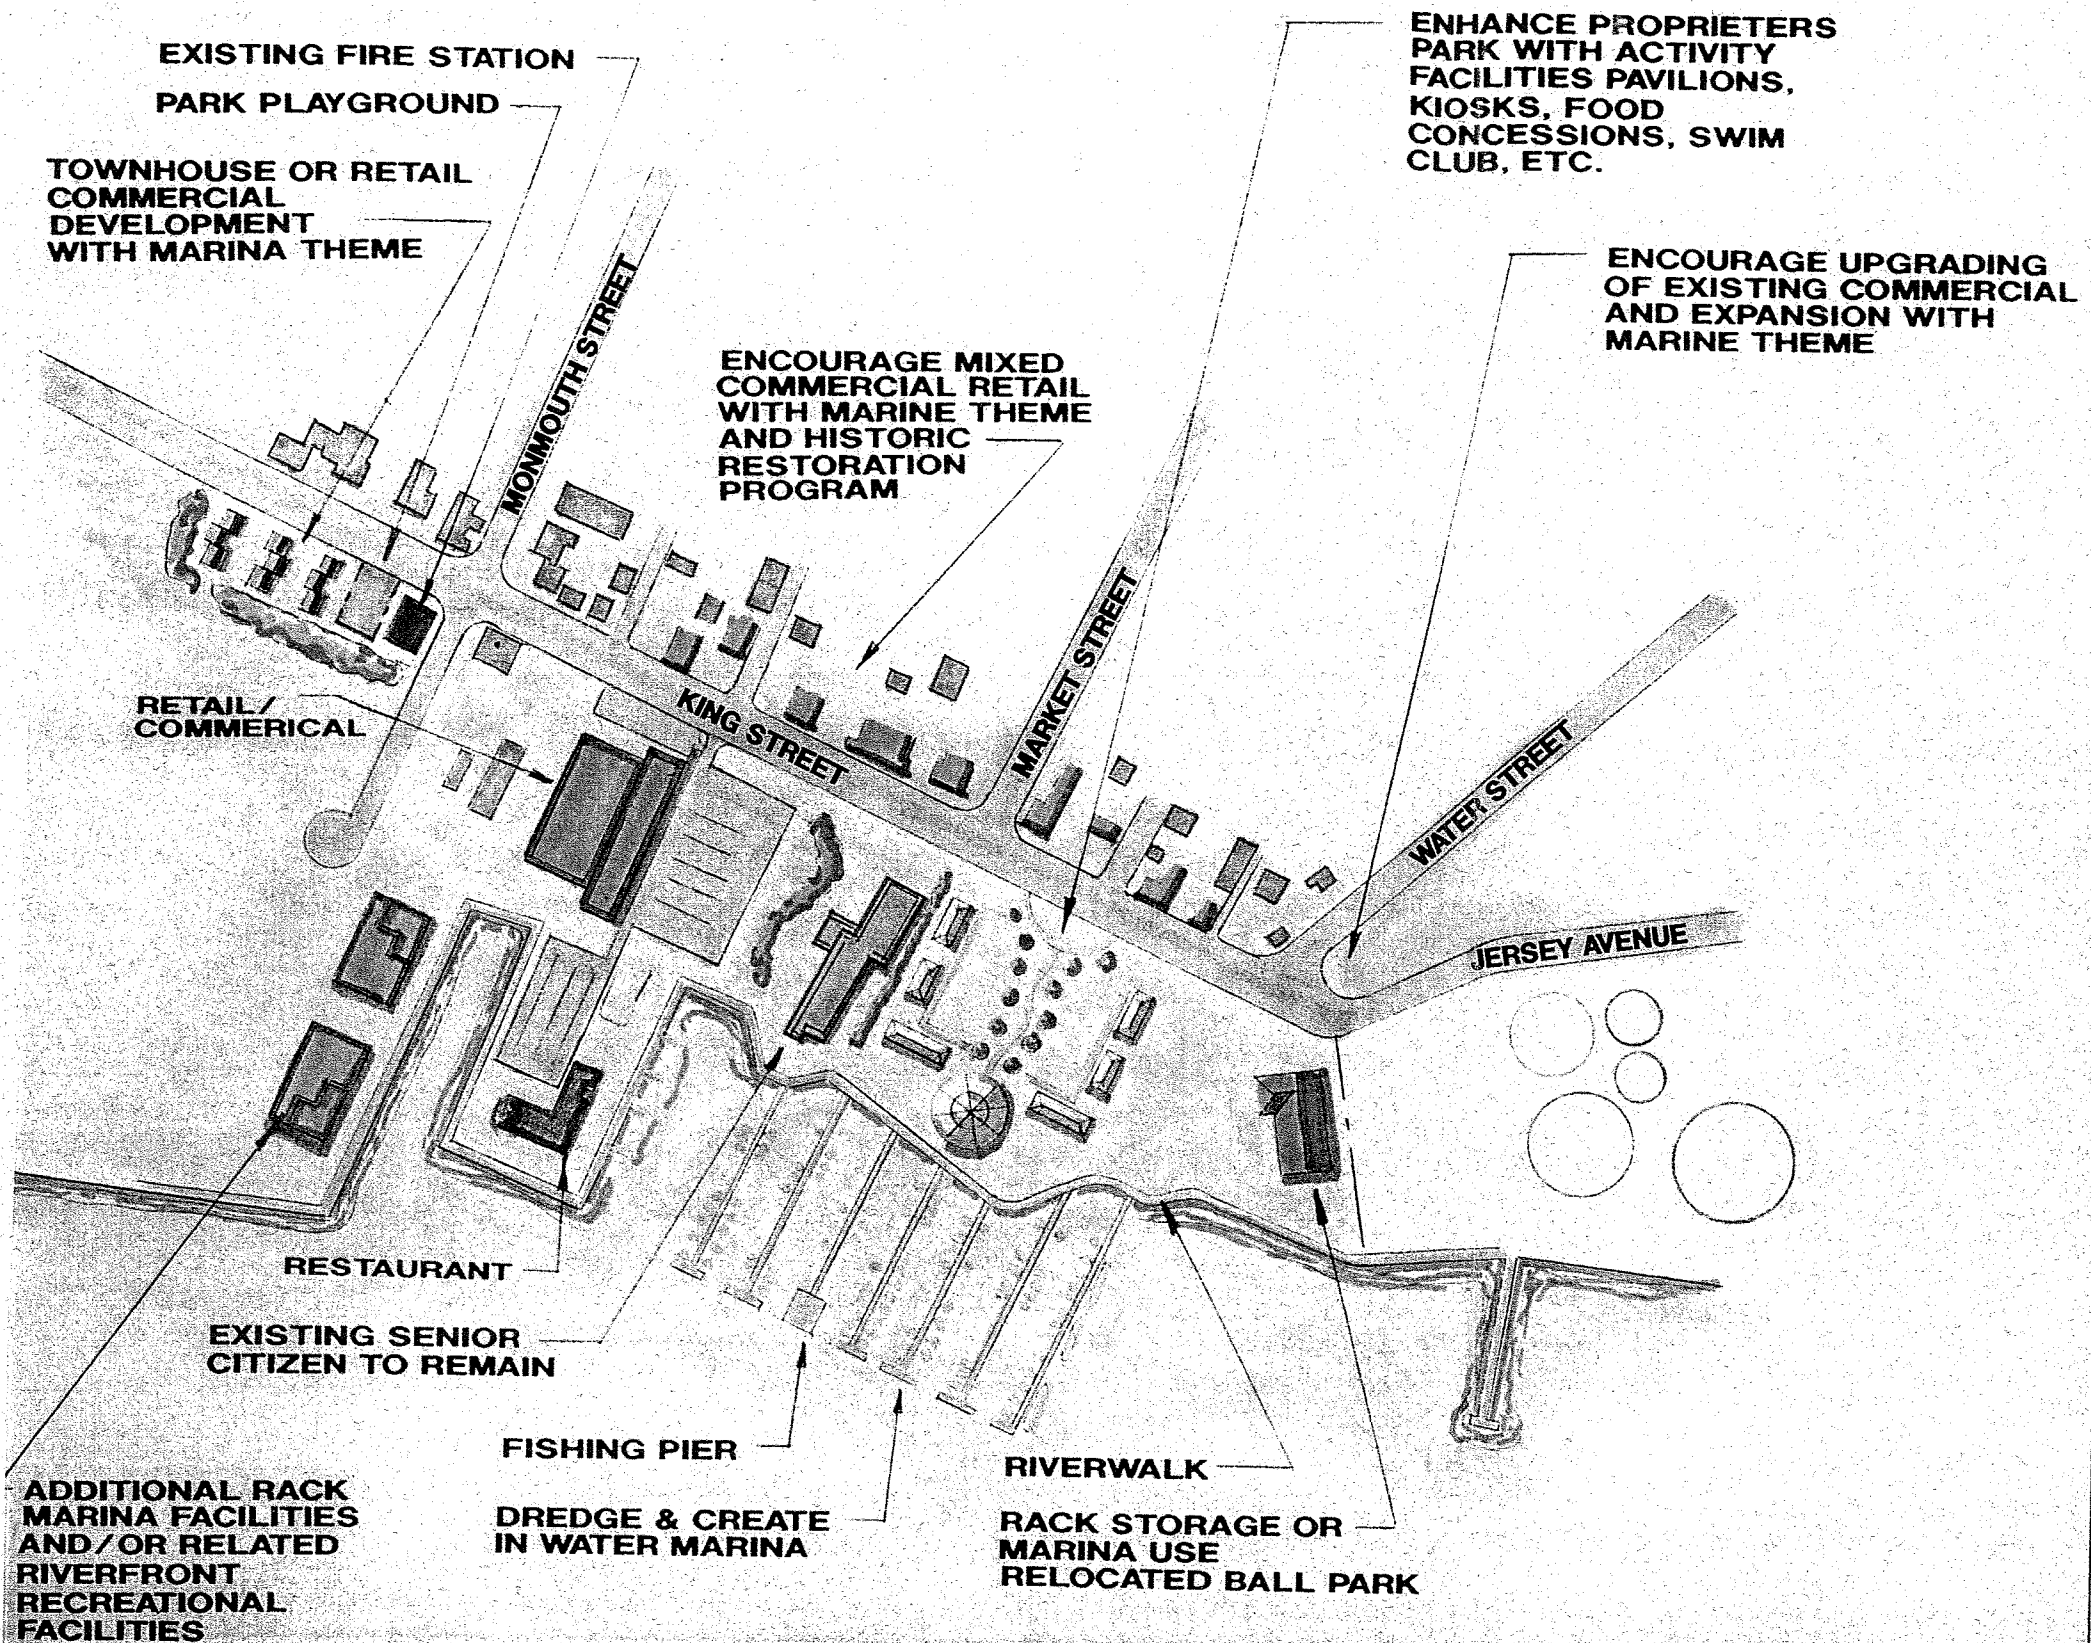 EXISTING FIRE STATION
PARK PLAYGROUND
TOWNHOUSE OR RETAIL
COMMERCIAL
DEVELOPMENT
WITH MARINA THEME
ENHANCE PROPRIETERS
PARK WITH ACTIVITY
FACILITIES PAVILIONS,
KIOSKS, FOOD
CONCESSIONS, SWIM
CLUB, ETC.
ENCOURAGE UPGRADING
OF EXISTING COMMERCIAL
AND EXPANSION WITH
MARINE THEME
ENCOURAGE MIXED
COMMERCIAL RETAIL
WITH MARINE THEME
AND HISTORIC
RESTORATION
PROGRAM
MONMOUTH STREET
KING STREET
MARKET STREET
WATER STREET
JERSEY AVENUE
RETAIL/
COMMERICAL
RESTAURANT
EXISTING SENIOR
CITIZEN TO REMAIN
FISHING PIER
DREDGE & CREATE
IN WATER MARINA
RIVERWALK
RACK STORAGE OR
MARINA USE
RELOCATED BALL PARK
ADDITIONAL RACK
MARINA FACILITIES
AND/OR RELATED
RIVERFRONT
RECREATIONAL
FACILITIES